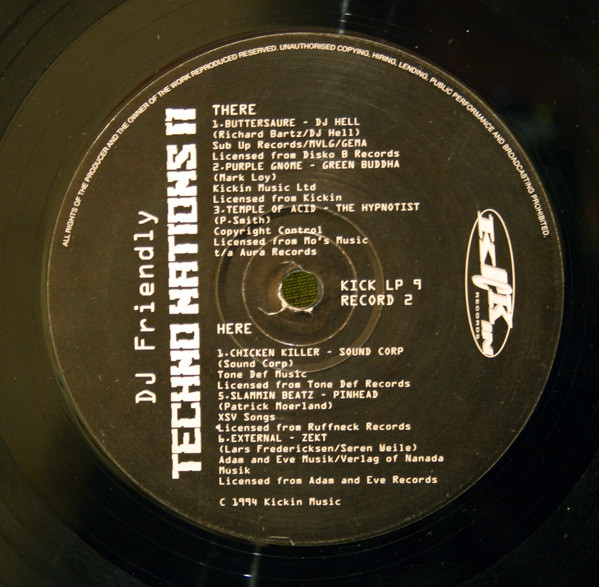 ALL RIGHTS OF THE PRODUCER AND THE OWNER OF THE WORK REPRODUCED RESERVED. UNAUTHORISED COPYING, HIRING, LENDING, PUBLIC PERFORMANCE AND BROADCASTING PROHIBITED.
DJ Friendly
TECHNO NATIONS II
THERE
1.BUTTERSAURE - DJ HELL
(Richard Bartz/DJ Hell)
Sub Up Records/MVLG/GEMA
Licensed from Disko B Records
2.PURPLE GNOME - GREEN BUDDHA
(Mark Loy)
Kickin Music Ltd
Licensed from Kickin
3.TEMPLE OF ACID - THE HYPNOTIST
(P.Smith)
Copyright Control
Licensed from Mo's Music
t/a Aura Records
KICK LP 9
RECORD 2
KICKIN
RECORDS
HERE
1.CHICKEN KILLER - SOUND CORP
(Sound Corp)
Tone Def Music
Licensed from Tone Def Records
5.SLAMMIN BEATZ - PINHEAD
(Patrick Moerland)
XSV Songs
Licensed from Ruffneck Records
6.EXTERNAL - ZEKT
(Lars Fredericksen/Seren Weile)
Adam and Eve Musik/Verlag of Nanada
Musik
Licensed from Adam and Eve Records
C 1994 Kickin Music